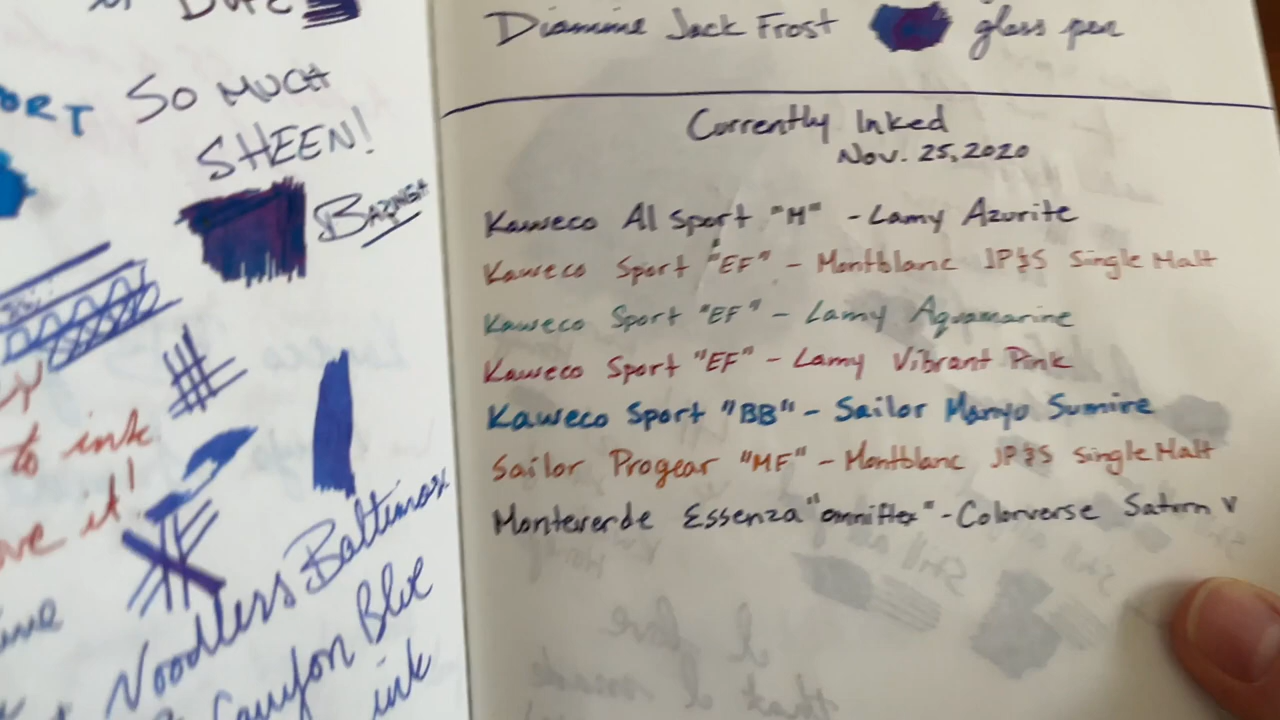 SO MUCH
SHEEN!
BAZINGA
to ink
it!
Noodlers Baltimore
Canyon Blue
ink
Diamine Jack Frost glass pen
Currently Inked
Nov. 25, 2020
Kaweco Al Sport "M" - Lamy Azurite
Kaweco Sport "EF" - Montblanc JP&S Single Malt
Kaweco Sport "EF" - Lamy Aquamarine
Kaweco Sport "EF" - Lamy Vibrant Pink
Kaweco Sport "BB" - Sailor Manyo Sumire
Sailor Progear "MF" - Montblanc JP&S Single Malt
Monteverde Essenza "omniflex" - Colorverse Saturn V